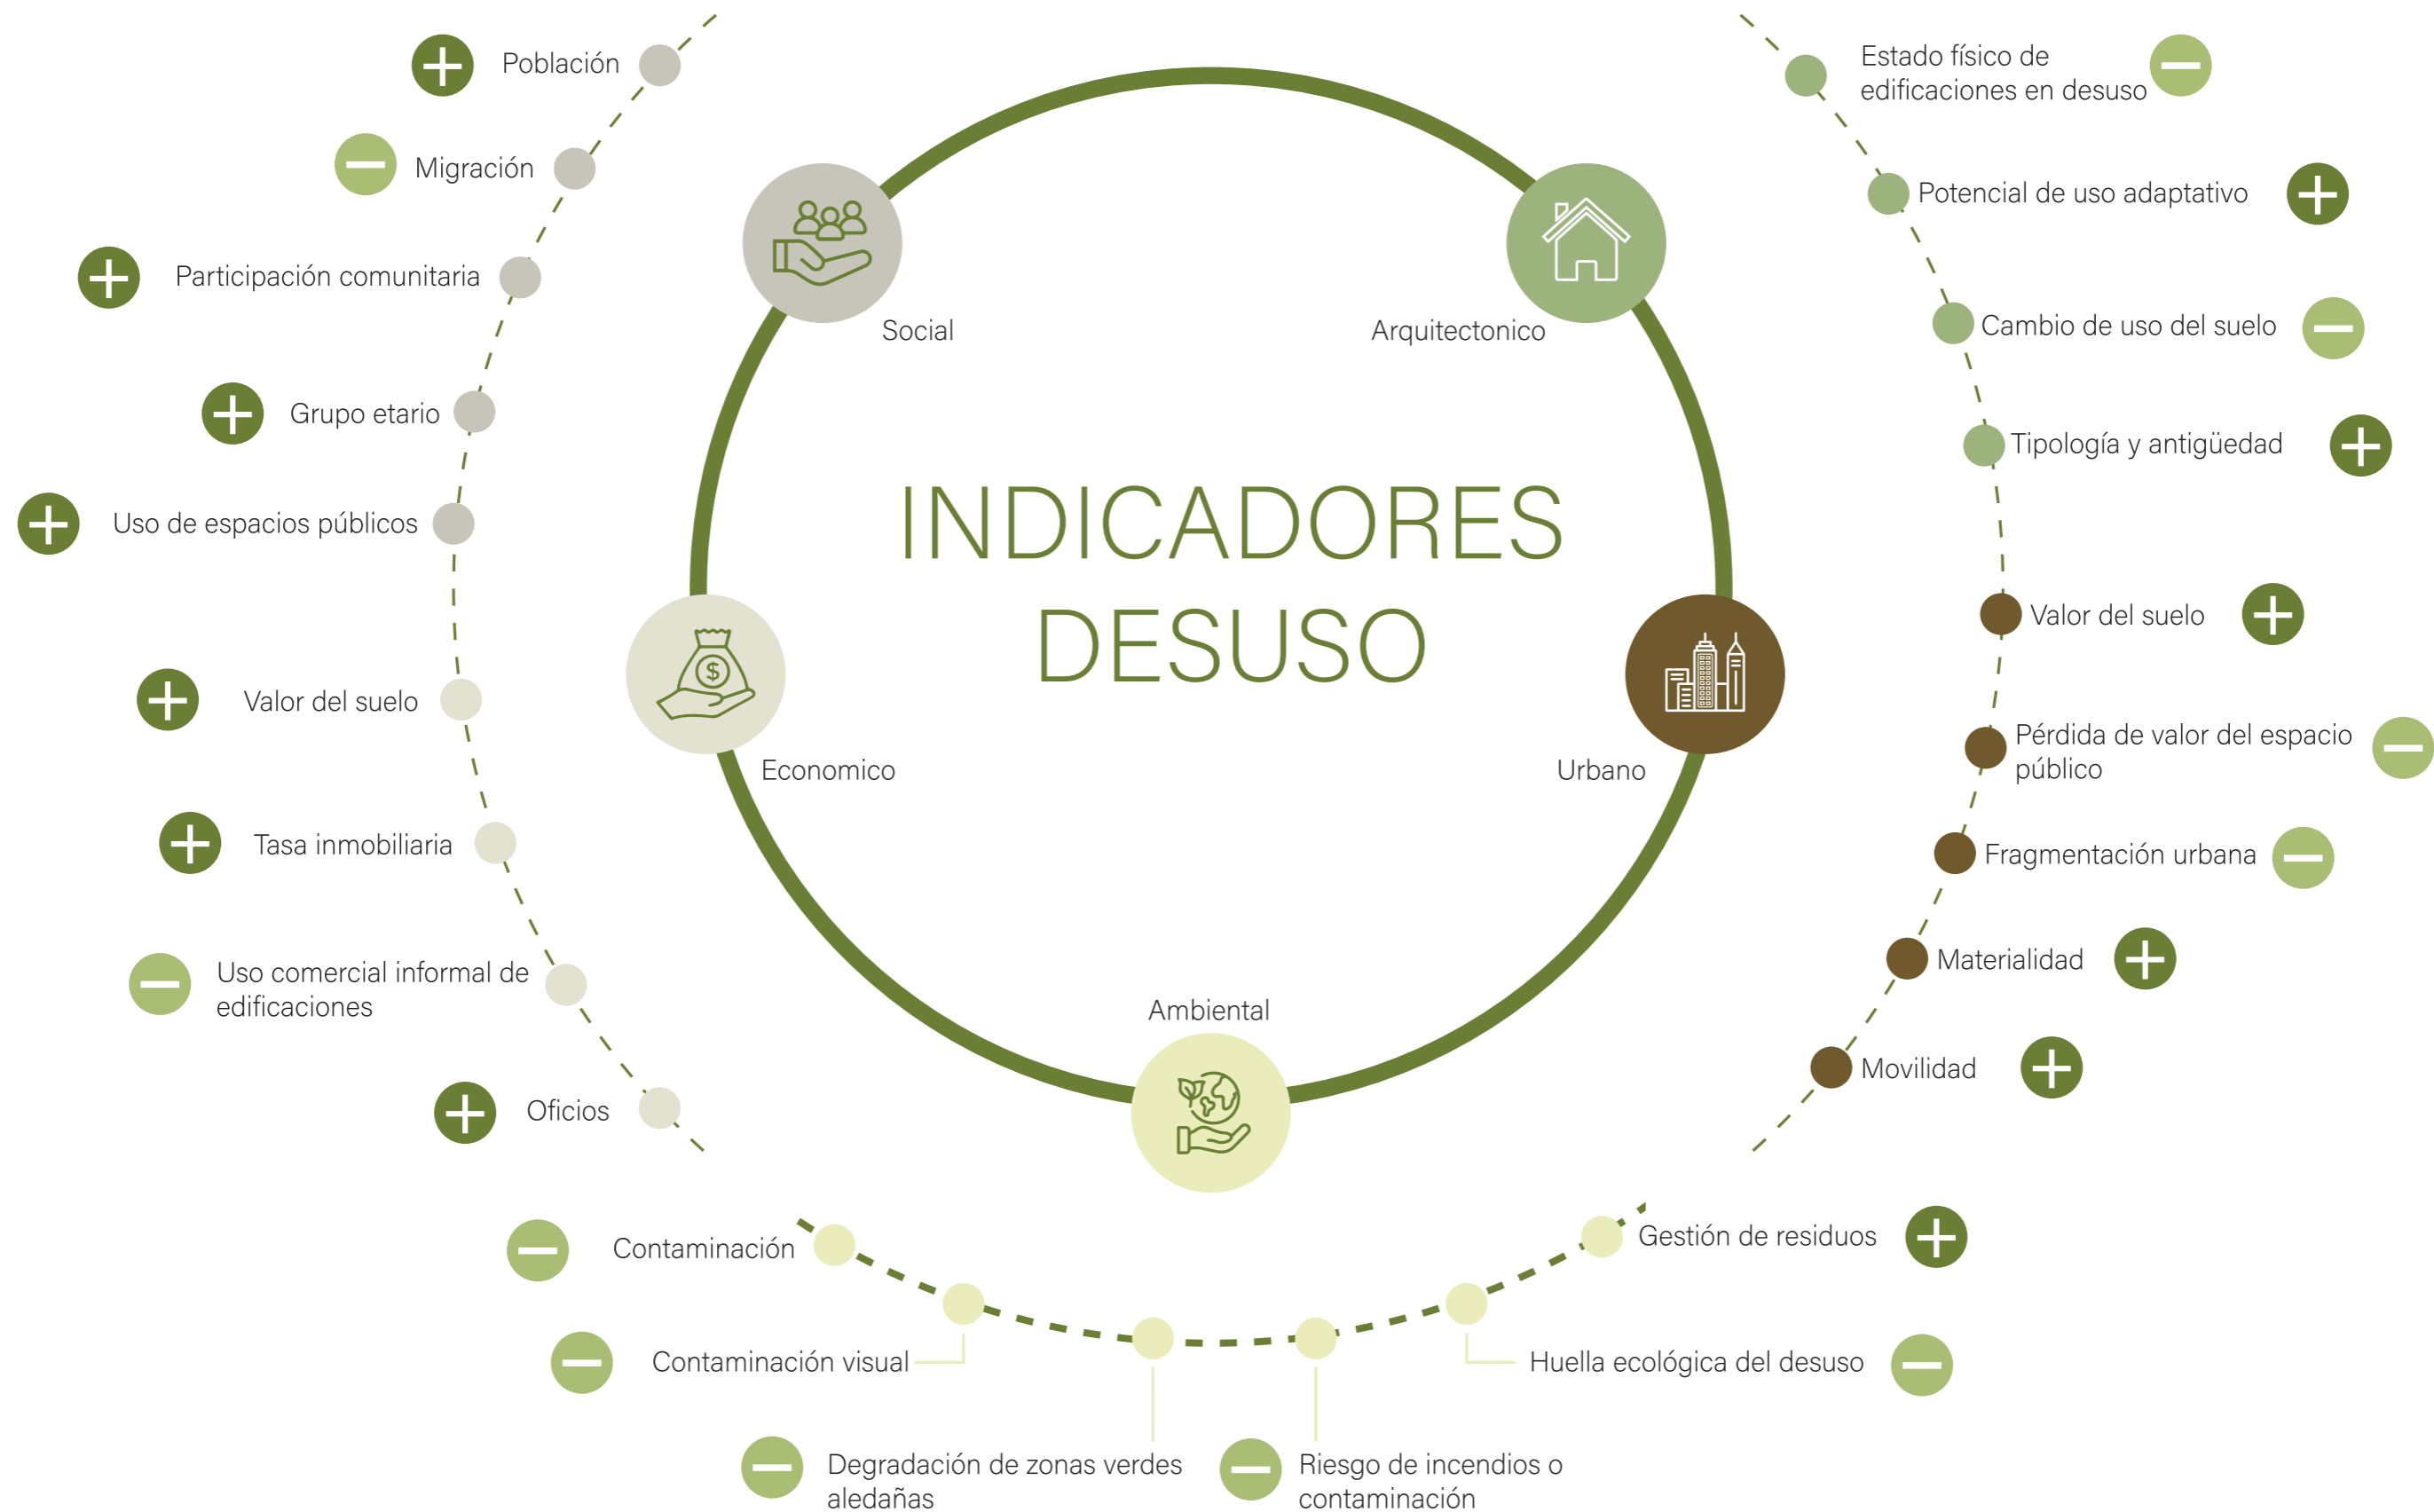 INDICADORES
DESUSO
Social
Población
Migración
Participación comunitaria
Grupo etario
Uso de espacios públicos
Economico
Valor del suelo
Tasa inmobiliaria
Uso comercial informal de
edificaciones
Oficios
Ambiental
Contaminación
Contaminación visual
Degradación de zonas verdes
aledañas
Riesgo de incendios o
contaminación
Huella ecológica del desuso
Gestión de residuos
Arquitectonico
Estado físico de
edificaciones en desuso
Potencial de uso adaptativo
Cambio de uso del suelo
Tipología y antigüedad
Urbano
Valor del suelo
Pérdida de valor del espacio
público
Fragmentación urbana
Materialidad
Movilidad